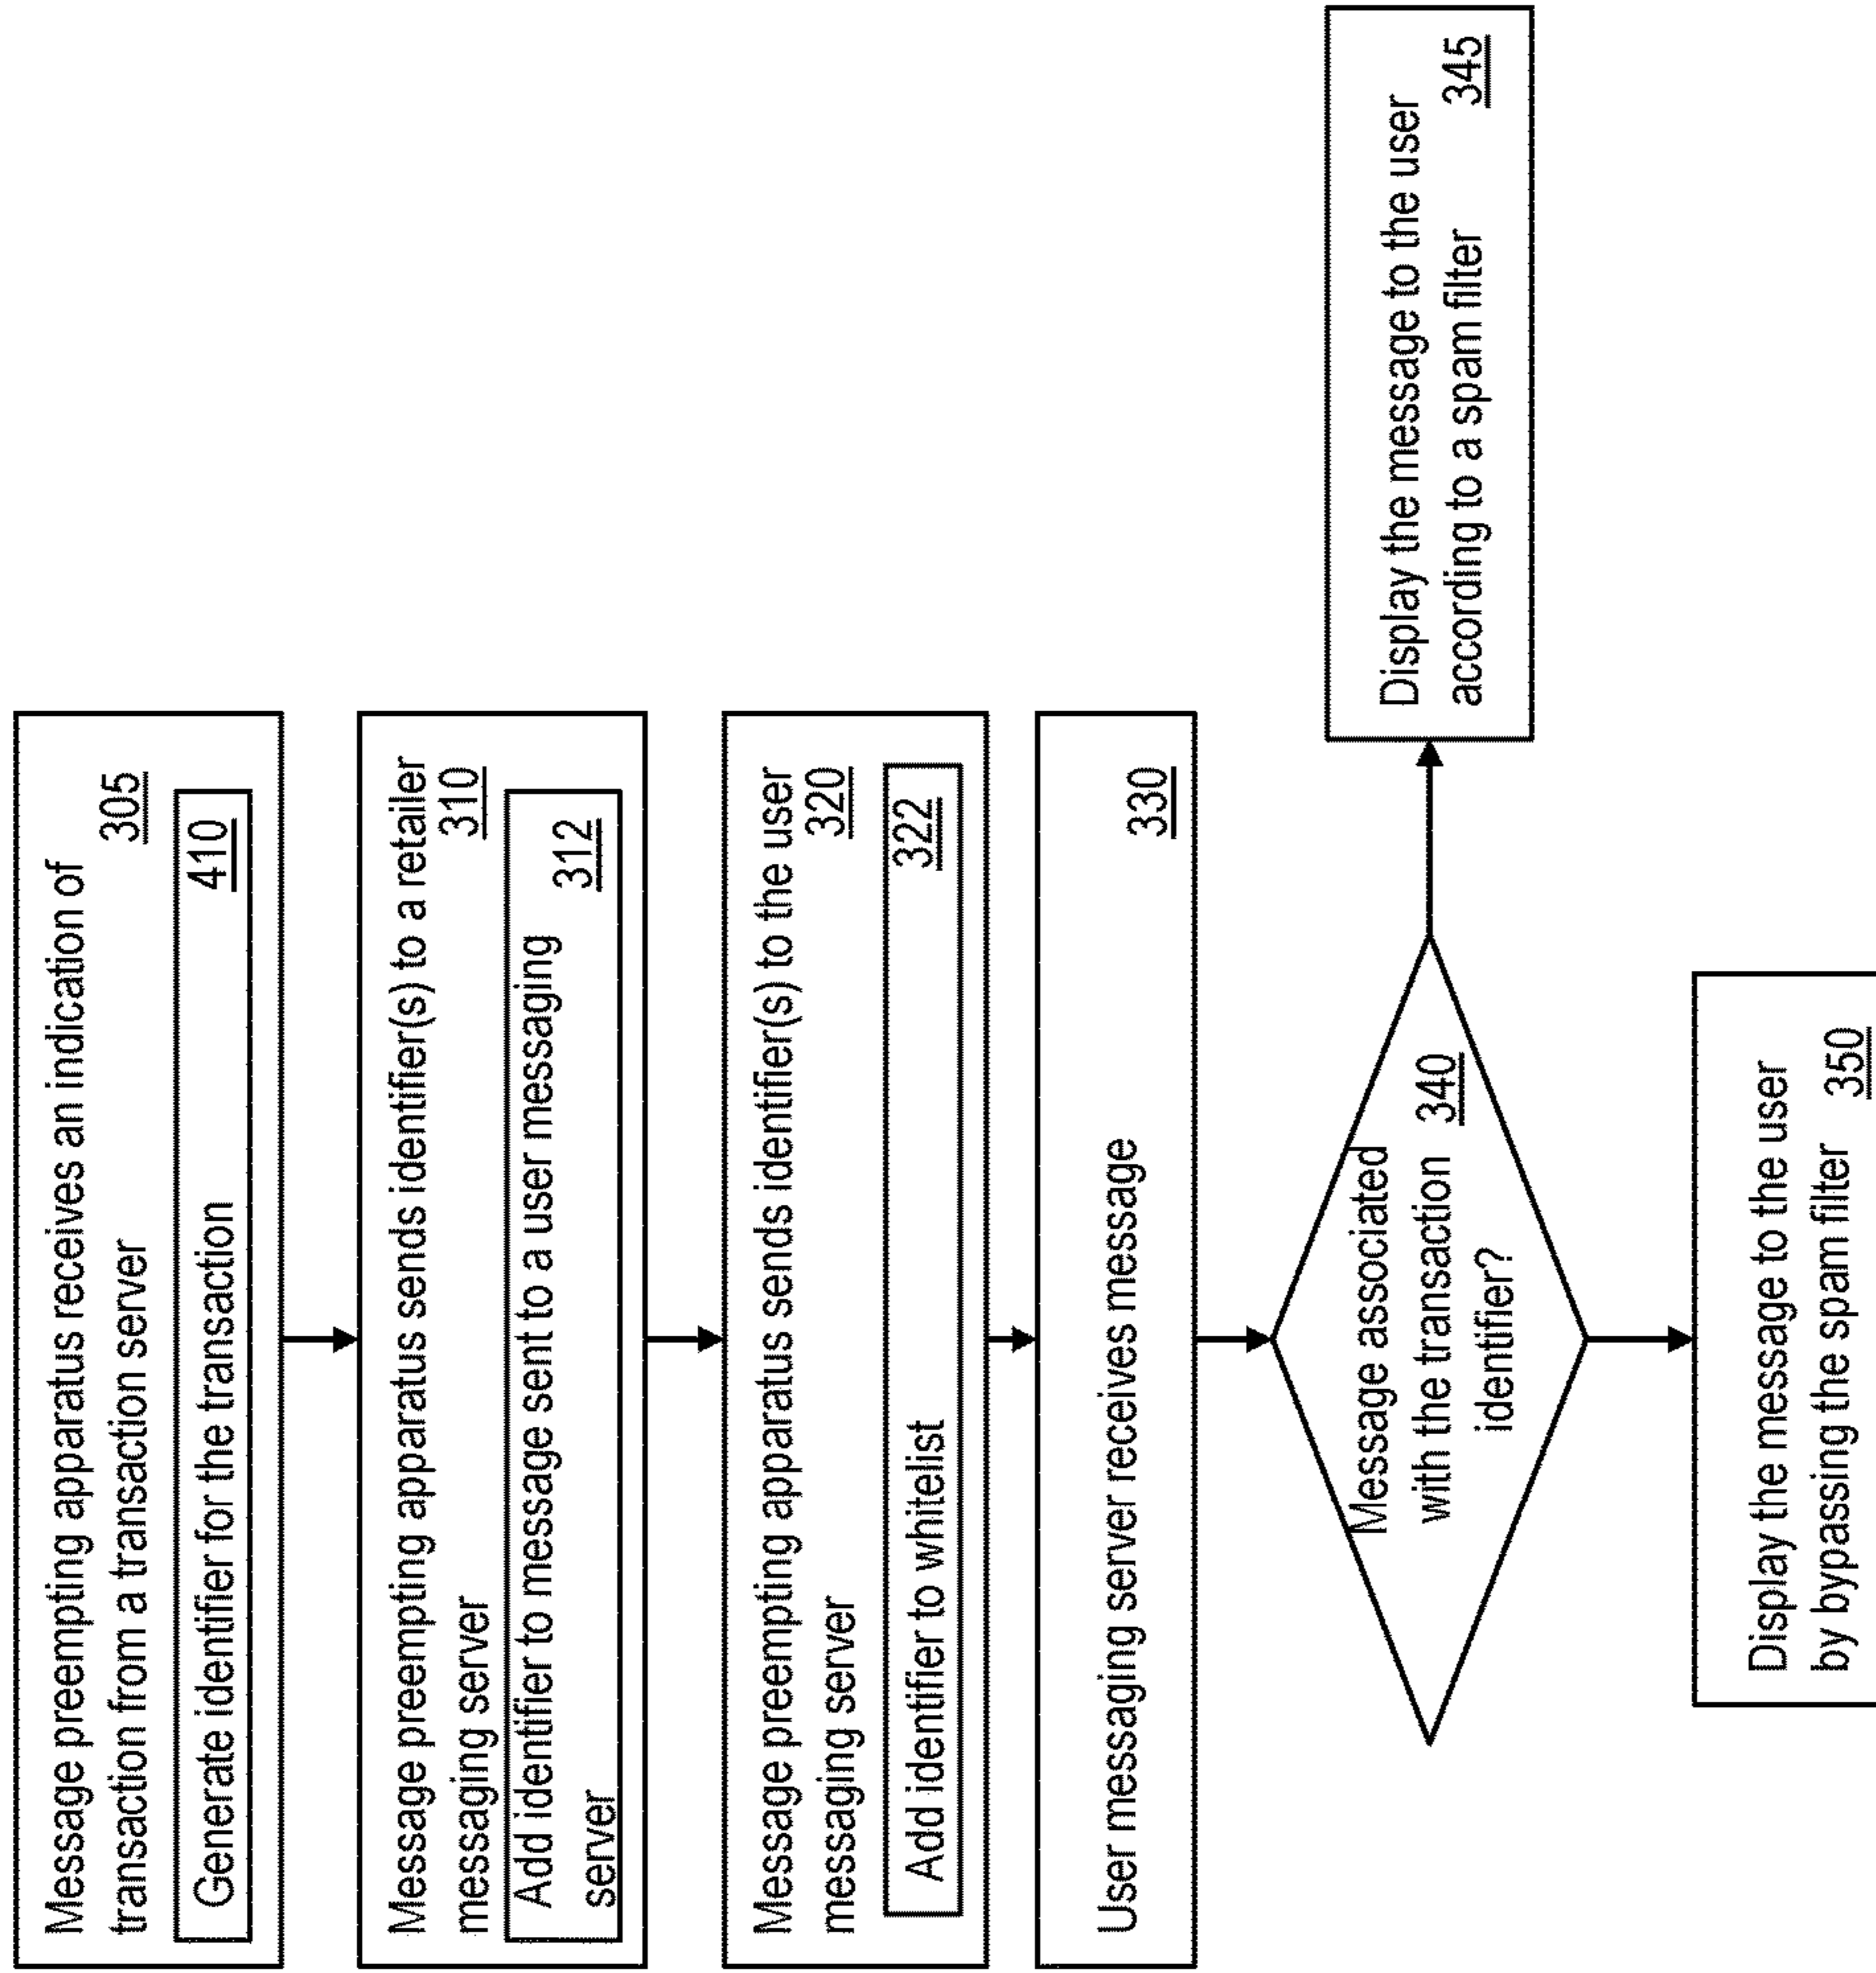 Message preempting apparatus receives an indication of
transaction from a transaction server 305
Generate identifier for the transaction 410
Message preempting apparatus sends identifier(s) to a retailer
messaging server 310
Add identifier to message sent to a user messaging
server 312
Message preempting apparatus sends identifier(s) to the user
messaging server 320
Add identifier to whitelist 322
User messaging server receives message 330
Message associated
with the transaction 340
identifier?
Display the message to the user
according to a spam filter 345
Display the message to the user
by bypassing the spam filter 350